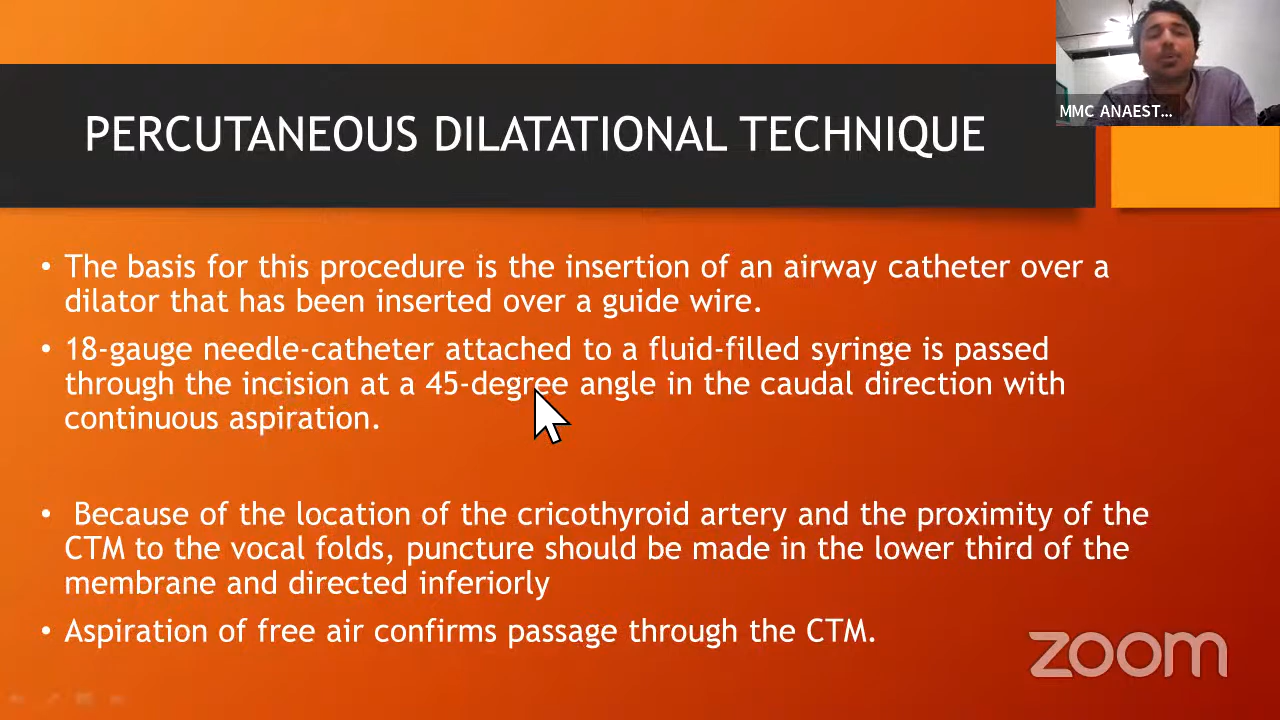 MMC ANAEST...
PERCUTANEOUS DILATATIONAL TECHNIQUE
• The basis for this procedure is the insertion of an airway catheter over a
dilator that has been inserted over a guide wire.
• 18-gauge needle-catheter attached to a fluid-filled syringe is passed
through the incision at a 45-degree angle in the caudal direction with
continuous aspiration.
• Because of the location of the cricothyroid artery and the proximity of the
CTM to the vocal folds, puncture should be made in the lower third of the
membrane and directed inferiorly
• Aspiration of free air confirms passage through the CTM.
zoom